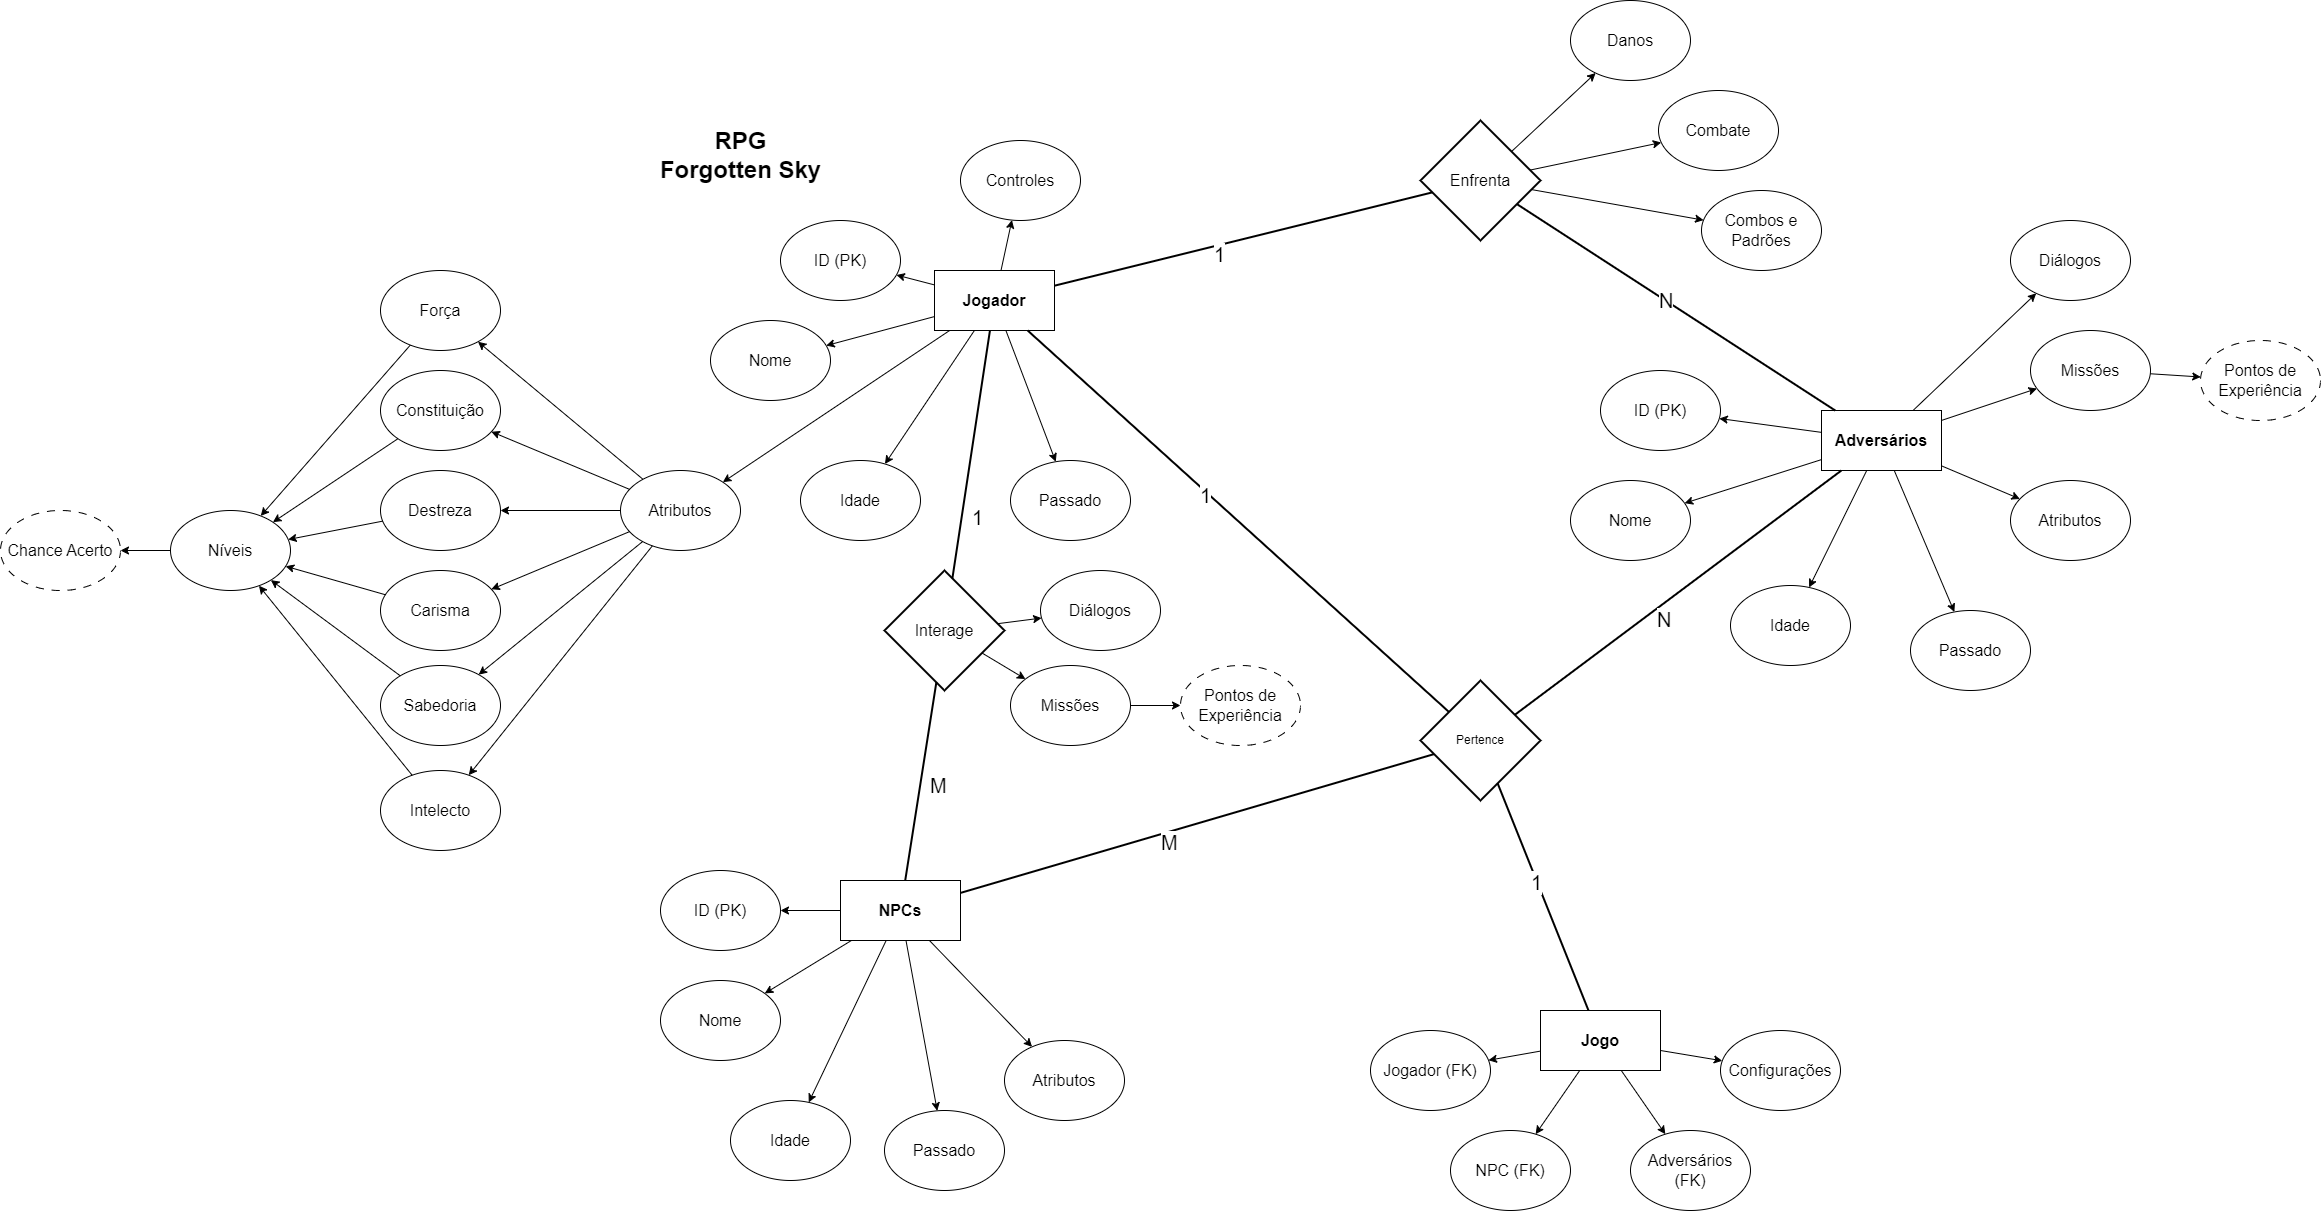 RPG
Forgotten Sky
Danos
Combate
Enfrenta
Combos e
Padrões
Controles
ID (PK)
Jogador
Nome
Idade
Passado
Atributos
Força
Constituição
Destreza
Carisma
Sabedoria
Intelecto
Níveis
Chance Acerto
1
N
1
1
Diálogos
Missões
Pontos de
Experiência
ID (PK)
Adversários
Nome
Atributos
Idade
Passado
N
Interage
Diálogos
Missões
Pontos de
Experiência
Pertence
M
M
1
ID (PK)
NPCs
Nome
Idade
Passado
Atributos
Jogo
Jogador (FK)
Configurações
NPC (FK)
Adversários
(FK)